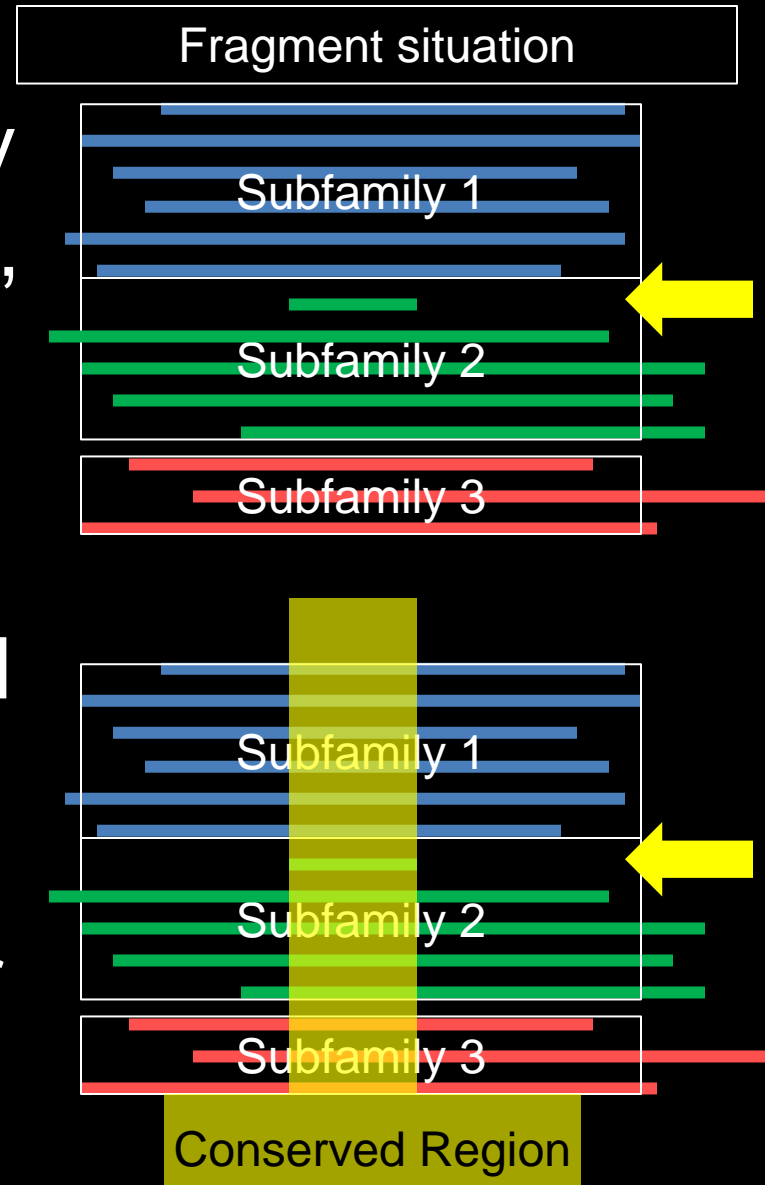 Fragment situation
Subfamily 1
Subfamily 2
Subfamily 3
Subfamily 1
Subfamily 2
Subfamily 3
Conserved Region